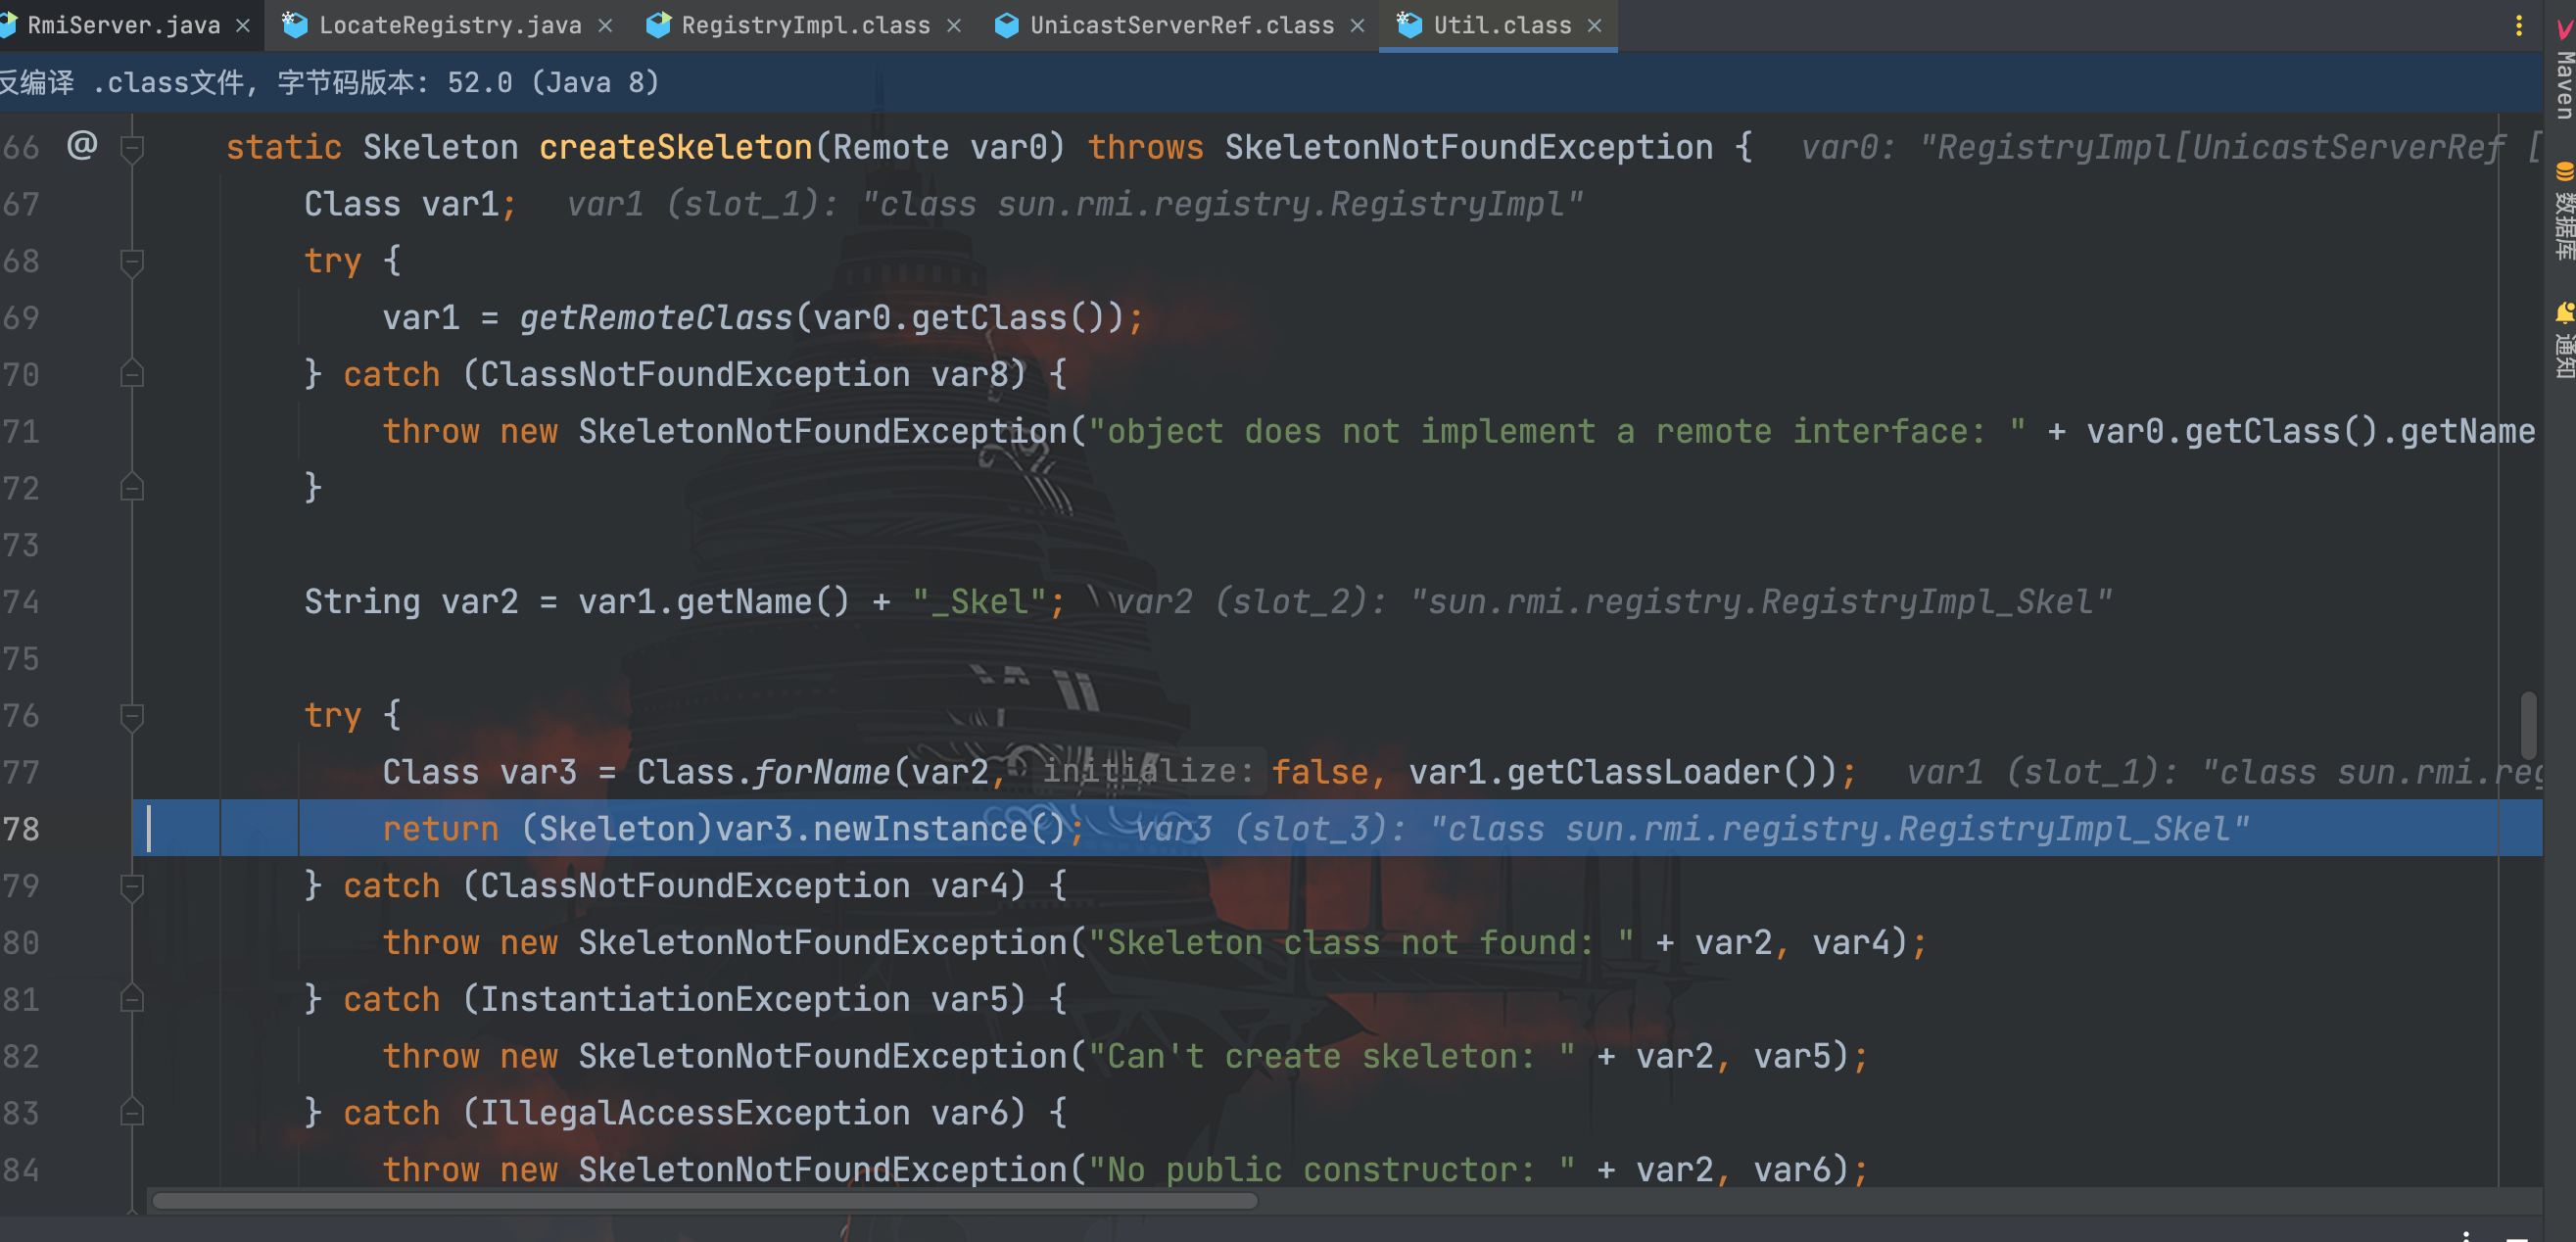 RmiServer.java LocateRegistry.java RegistryImpl.class UnicastServerRef.class Util.class
反编译 .class文件, 字节码版本: 52.0 (Java 8)
66 @ static Skeleton createSkeleton(Remote var0) throws SkeletonNotFoundException { var0: "RegistryImpl[UnicastServerRef [
67 Class var1; var1 (slot_1): "class sun.rmi.registry.RegistryImpl"
68 try {
69 var1 = getRemoteClass(var0.getClass());
70 } catch (ClassNotFoundException var8) {
71 throw new SkeletonNotFoundException("object does not implement a remote interface: " + var0.getClass().getName
72 }
73
74 String var2 = var1.getName() + "_Skel"; var2 (slot_2): "sun.rmi.registry.RegistryImpl_Skel"
75
76 try {
77 Class var3 = Class.forName(var2, initialize: false, var1.getClassLoader()); var1 (slot_1): "class sun.rmi.reg
78 return (Skeleton)var3.newInstance(); var3 (slot_3): "class sun.rmi.registry.RegistryImpl_Skel"
79 } catch (ClassNotFoundException var4) {
80 throw new SkeletonNotFoundException("Skeleton class not found: " + var2, var4);
81 } catch (InstantiationException var5) {
82 throw new SkeletonNotFoundException("Can't create skeleton: " + var2, var5);
83 } catch (IllegalAccessException var6) {
84 throw new SkeletonNotFoundException("No public constructor: " + var2, var6);
Maven
数据库
通知